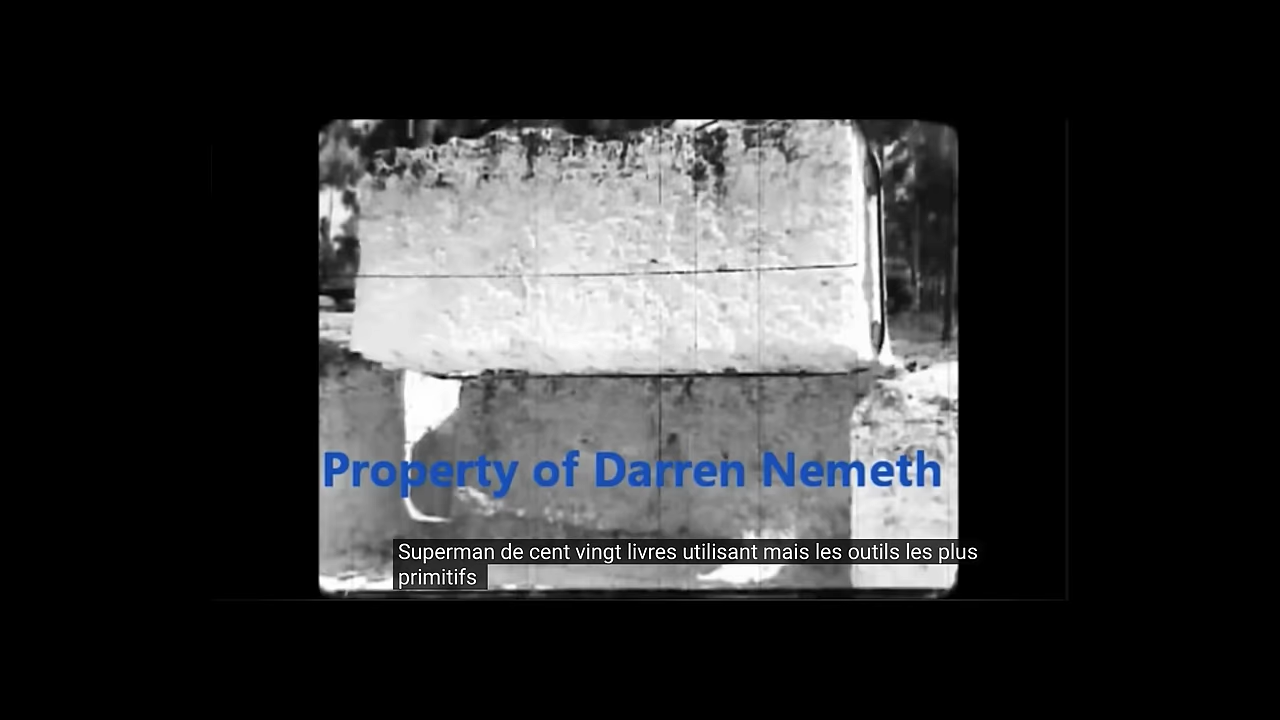 Property of Darren Nemeth
Superman de cent vingt livres utilisant mais les outils les plus
primitifs